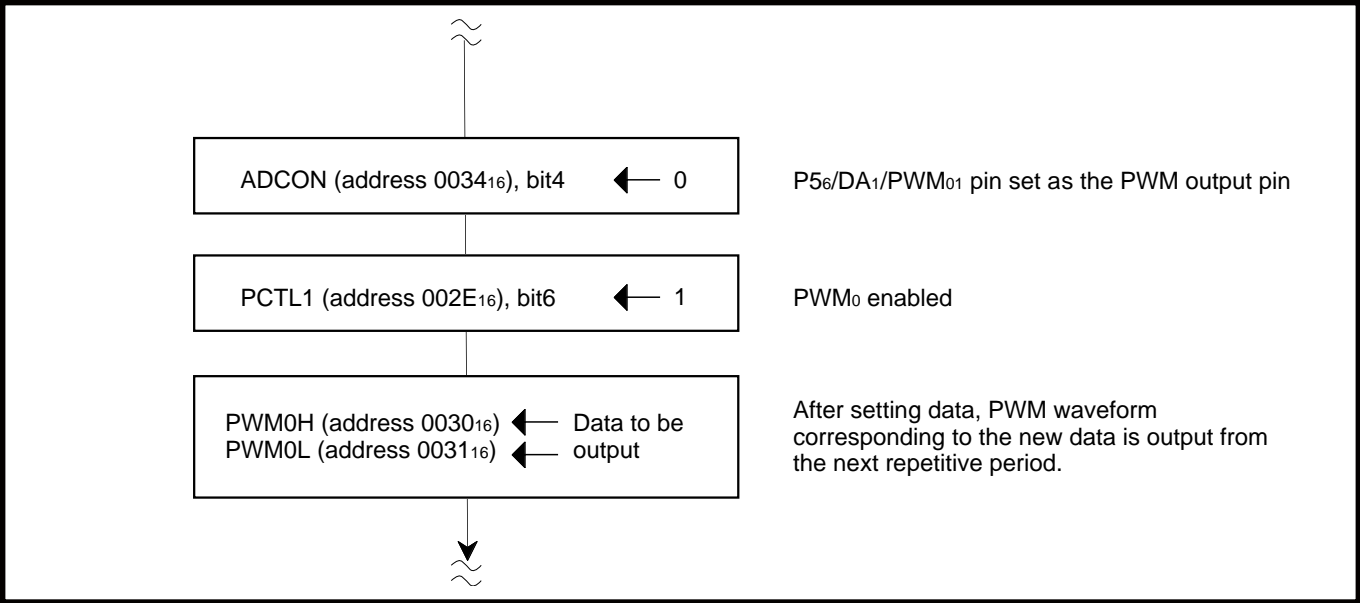 ADCON (address 0034₁₆), bit4 0 P5₆/DA₁/PWM₀₁ pin set as the PWM output pin
PCTL1 (address 002E₁₆), bit6 1 PWM₀ enabled
PWM0H (address 0030₁₆) Data to be
PWM0L (address 0031₁₆) output
After setting data, PWM waveform
corresponding to the new data is output from
the next repetitive period.